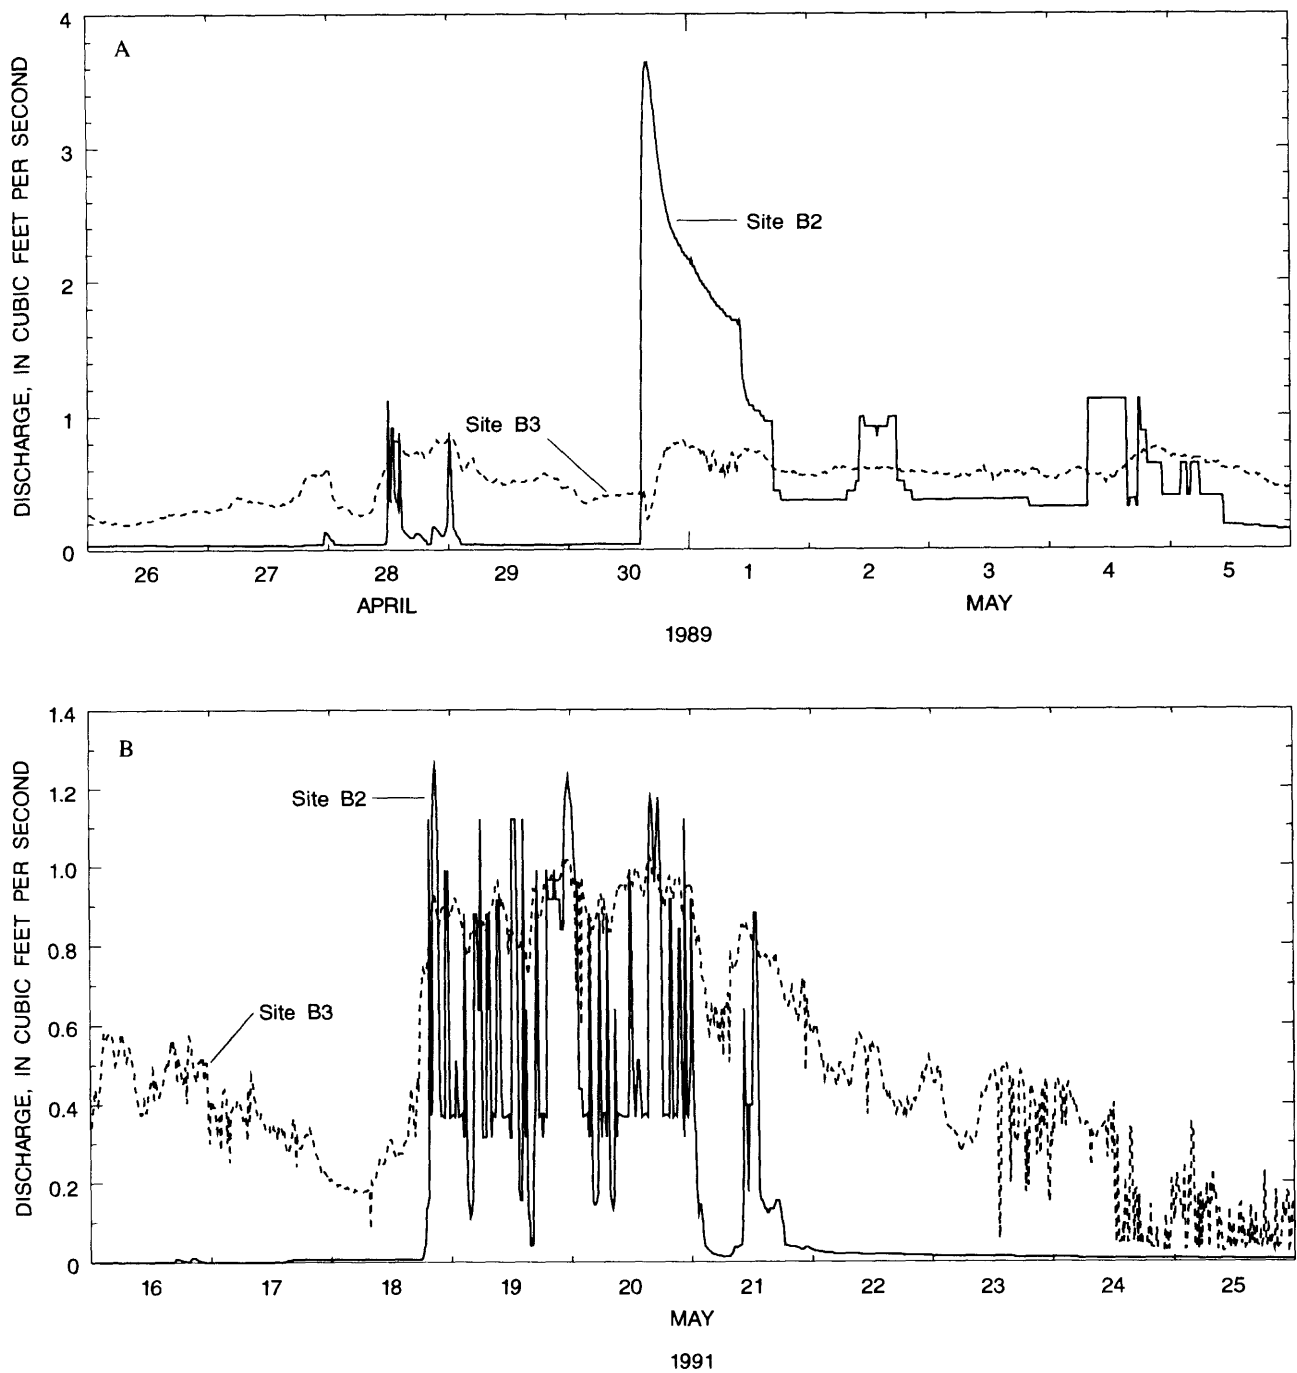 A
DISCHARGE, IN CUBIC FEET PER SECOND
4
3
2
1
0
Site B2
Site B3
26 27 28 29 30 1 2 3 4 5
APRIL MAY
1989
B
DISCHARGE, IN CUBIC FEET PER SECOND
1.4
1.2
1.0
0.8
0.6
0.4
0.2
0
Site B2
Site B3
16 17 18 19 20 21 22 23 24 25
MAY
1991